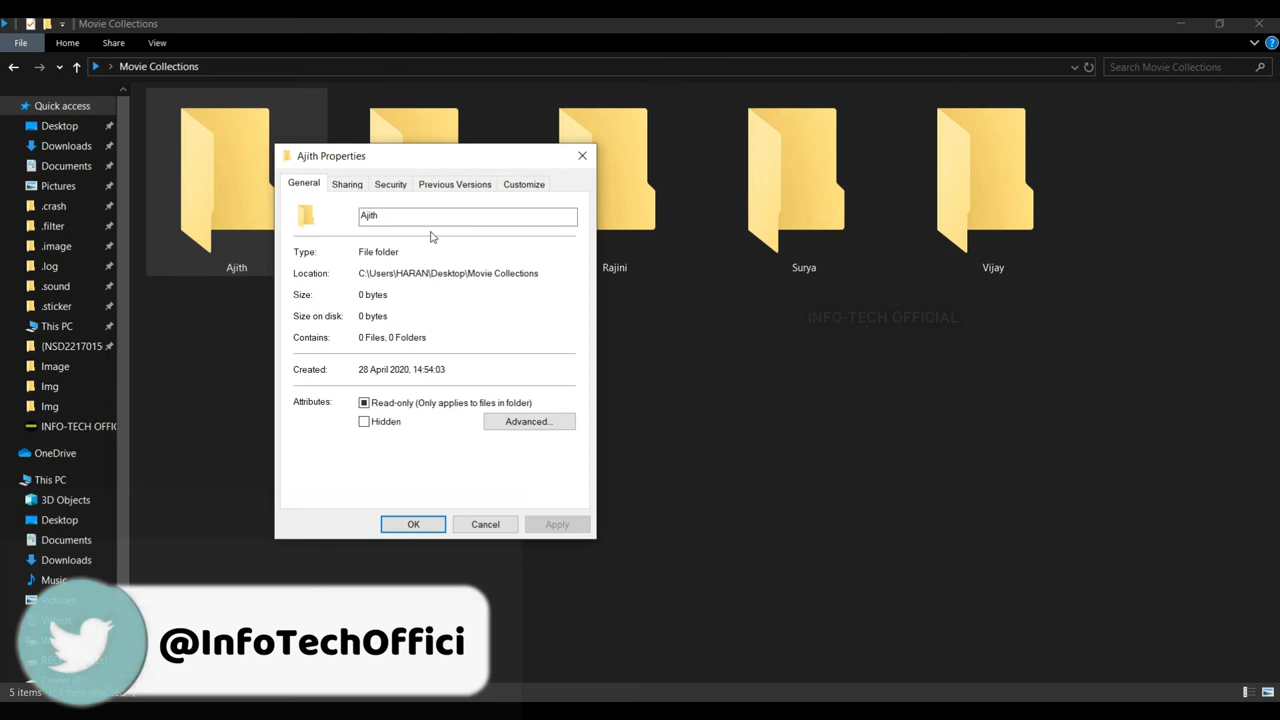 Movie Collections
File Home Share View
Movie Collections
Search Movie Collections
Quick access
Desktop
Downloads
Documents
Pictures
.crash
.filter
.image
.log
.sound
.sticker
This PC
{NSD2217015
Image
Img
Img
INFO-TECH OFFIC
OneDrive
This PC
3D Objects
Desktop
Documents
Downloads
Music
Pictures
Videos
5 items 1 item selected
Ajith
Rajini
Surya
Vijay
INFO-TECH OFFICIAL
Ajith Properties
General Sharing Security Previous Versions Customize
Ajith
Type: File folder
Location: C:\Users\HARAN\Desktop\Movie Collections
Size: 0 bytes
Size on disk: 0 bytes
Contains: 0 Files, 0 Folders
Created: 28 April 2020, 14:54:03
Attributes: Read-only (Only applies to files in folder)
Hidden Advanced...
OK Cancel Apply
@InfoTechOffici